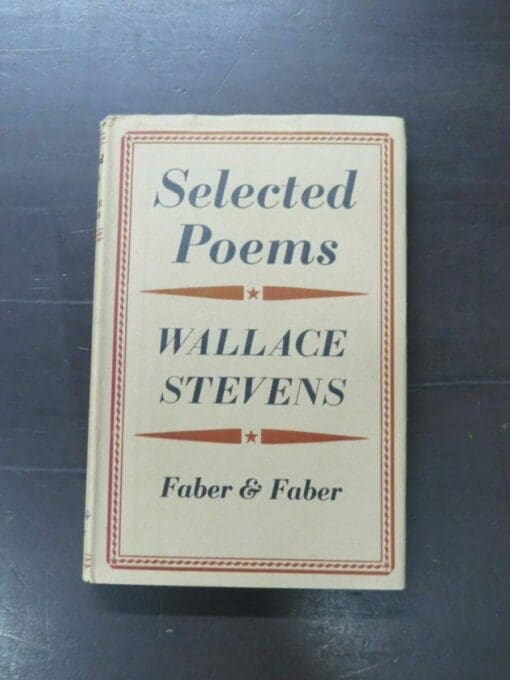 Selected
Poems
WALLACE
STEVENS
Faber & Faber